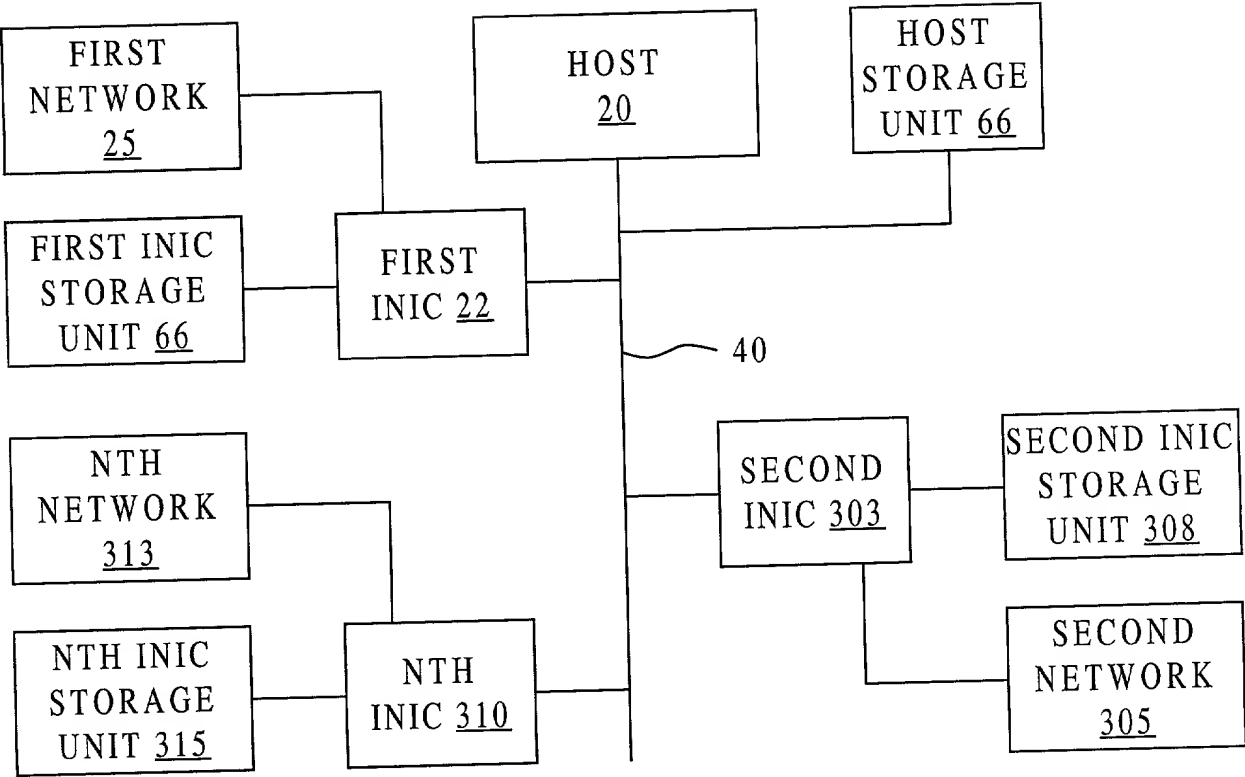 FIRST
NETWORK
25
HOST
20
HOST
STORAGE
UNIT 66
FIRST INIC
STORAGE
UNIT 66
FIRST
INIC 22
40
NTH
NETWORK
313
SECOND
INIC 303
SECOND INIC
STORAGE
UNIT 308
NTH INIC
STORAGE
UNIT 315
NTH
INIC 310
SECOND
NETWORK
305